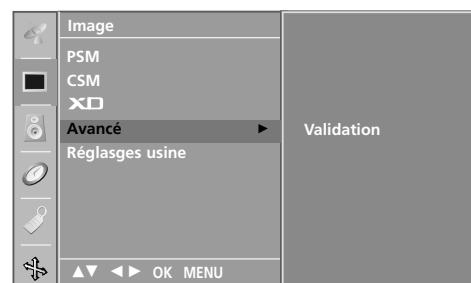 Image
PSM
CSM
XD
Avancé ► Validation
Réglasges usine
▲▼ ◄► OK MENU